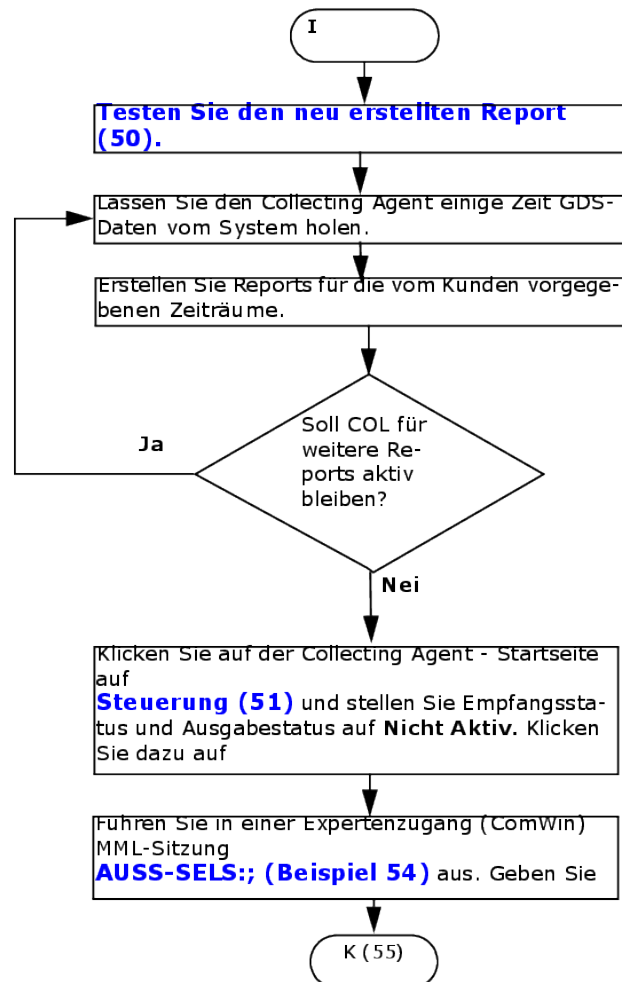 I
Testen Sie den neu erstellten Report
(50).
Lassen Sie den Collecting Agent einige Zeit GDS-
Daten vom System holen.
Erstellen Sie Reports für die vom Kunden vorgege-
benen Zeiträume.
Soll COL für
weitere Re-
ports aktiv
bleiben?
Ja
Nei
Klicken Sie auf der Collecting Agent - Startseite
auf
Steuerung (51) und stellen Sie Empfangssta-
tus und Ausgabestatus auf Nicht Aktiv. Klicken
Sie dazu auf
Führen Sie in einer Expertenzugang (ComWin)
MML-Sitzung
AUSS-SELS:; (Beispiel 54) aus. Geben Sie
K (55)